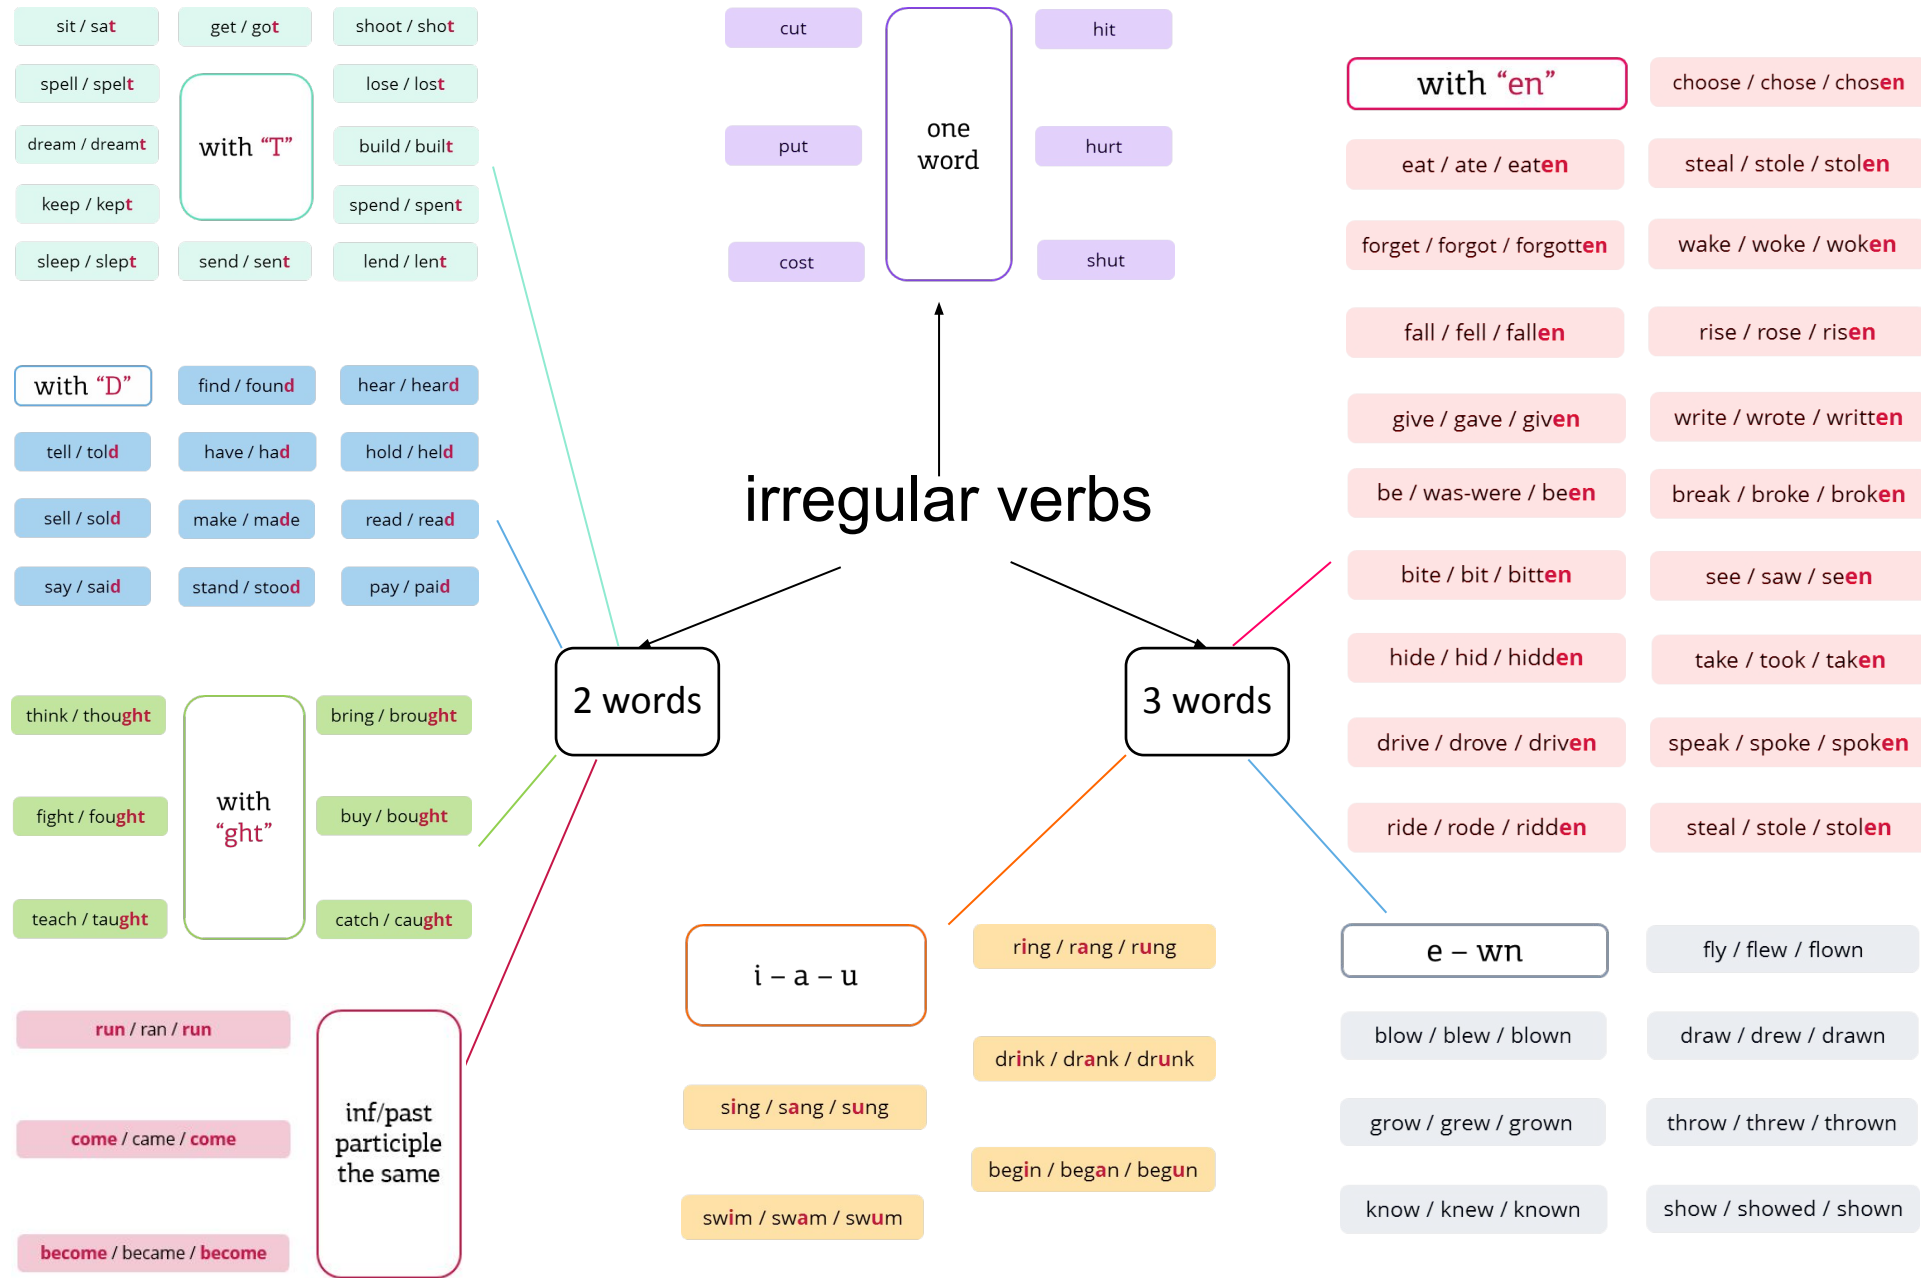 sit / sat
get / got
shoot / shot
spell / spelt
lose / lost
with “T”
dream / dreamt
build / built
keep / kept
spend / spent
sleep / slept
send / sent
lend / lent
with “D”
find / found
hear / heard
tell / told
have / had
hold / held
sell / sold
make / made
read / read
say / said
stand / stood
pay / paid
think / thought
bring / brought
with
“ght”
fight / fought
buy / bought
teach / taught
catch / caught
run / ran / run
come / came / come
become / became / become
inf/past
participle
the same
cut
hit
put
one
word
hurt
cost
shut
irregular verbs
2 words
3 words
i – a – u
ring / rang / rung
drink / drank / drunk
sing / sang / sung
begin / began / begun
swim / swam / swum
with “en”
choose / chose / chosen
eat / ate / eaten
steal / stole / stolen
forget / forgot / forgotten
wake / woke / woken
fall / fell / fallen
rise / rose / risen
give / gave / given
write / wrote / written
be / was-were / been
break / broke / broken
bite / bit / bitten
see / saw / seen
hide / hid / hidden
take / took / taken
drive / drove / driven
speak / spoke / spoken
ride / rode / ridden
steal / stole / stolen
e – wn
fly / flew / flown
blow / blew / blown
draw / drew / drawn
grow / grew / grown
throw / threw / thrown
know / knew / known
show / showed / shown